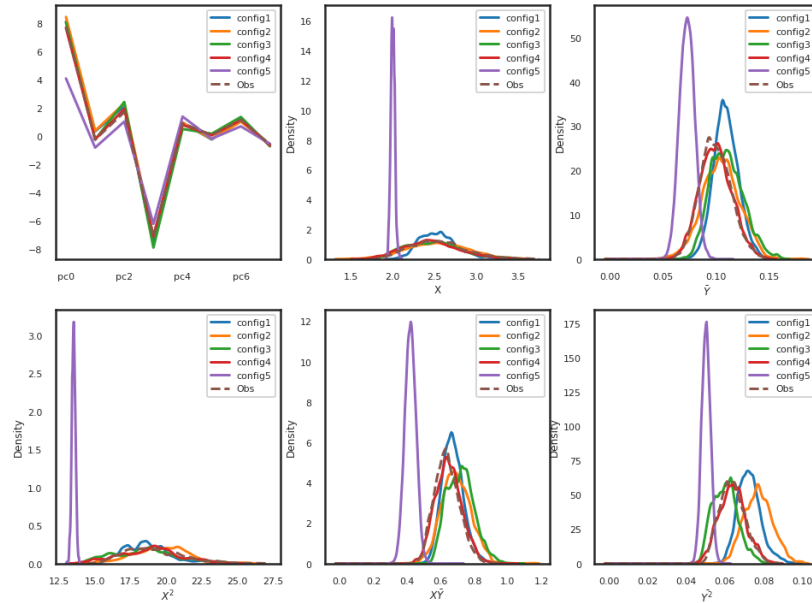 8
6
4
2
0
−2
−4
−6
−8
pc0
pc2
pc4
pc6
config1
config2
config3
config4
config5
Obs
Density
16
14
12
10
8
6
4
2
0
1.5
2.0
2.5
3.0
3.5
X
config1
config2
config3
config4
config5
Obs
Density
50
40
30
20
10
0
0.00
0.05
0.10
0.15
Ȳ
config1
config2
config3
config4
config5
Obs
Density
3.0
2.5
2.0
1.5
1.0
0.5
0.0
12.5
15.0
17.5
20.0
22.5
25.0
27.5
X²
config1
config2
config3
config4
config5
Obs
Density
12
10
8
6
4
2
0
0.0
0.2
0.4
0.6
0.8
1.0
1.2
XȲ
config1
config2
config3
config4
config5
Obs
Density
175
150
125
100
75
50
25
0
0.00
0.02
0.04
0.06
0.08
0.10
Ȳ²
config1
config2
config3
config4
config5
Obs